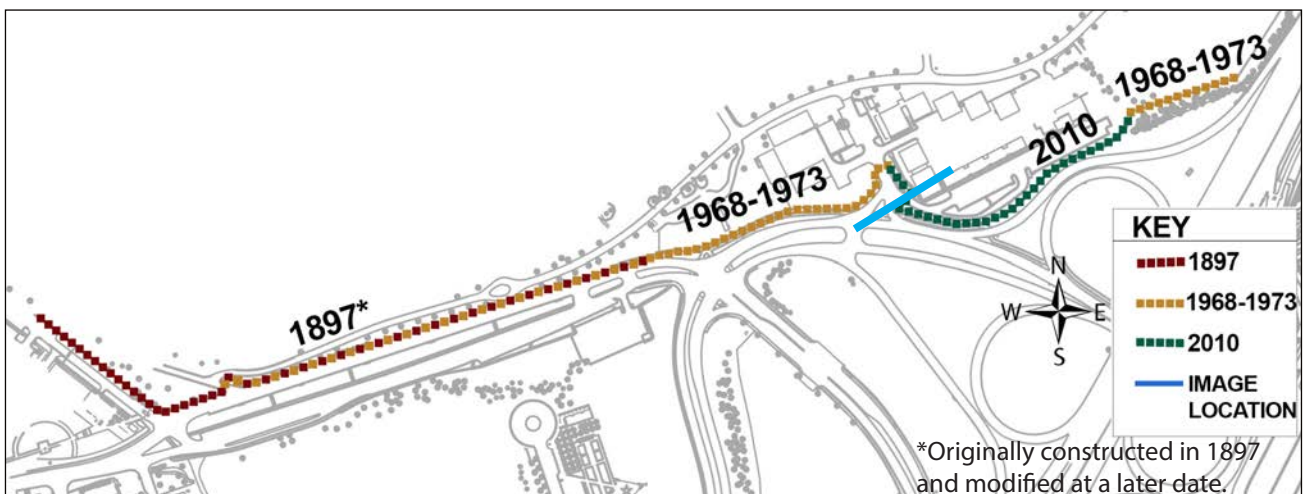 1968-1973
2010
1968-1973
1897*
KEY
1897
1968-1973
2010
IMAGE
LOCATION
N
W
E
S
*Originally constructed in 1897
and modified at a later date.